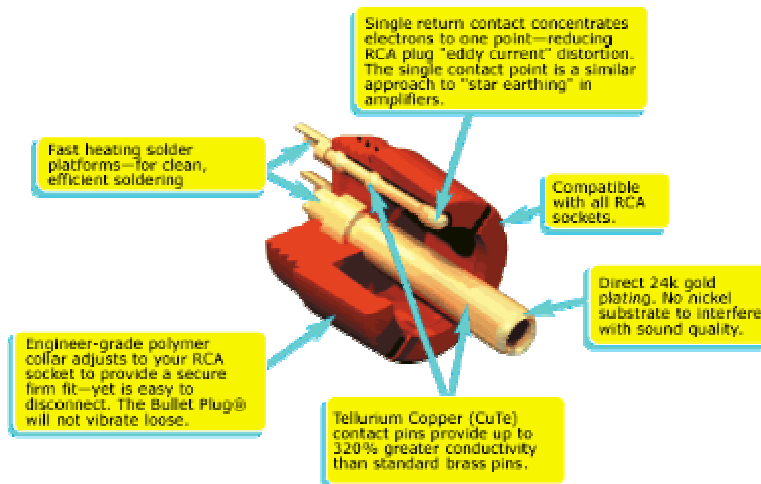 Single return contact concentrates
electrons to one point—reducing
RCA plug "eddy current" distortion.
The single contact point is a similar
approach to "star earthing" in
amplifiers.
Fast heating solder
platforms—for clean,
efficient soldering
Compatible
with all RCA
sockets.
Direct 24k gold
plating. No nickel
substrate to interfere
with sound quality.
Engineer-grade polymer
collar adjusts to your RCA
socket to provide a secure
firm fit—yet is easy to
disconnect. The Bullet Plug®
will not vibrate loose.
Tellurium Copper (CuTe)
contact pins provide up to
320% greater conductivity
than standard brass pins.